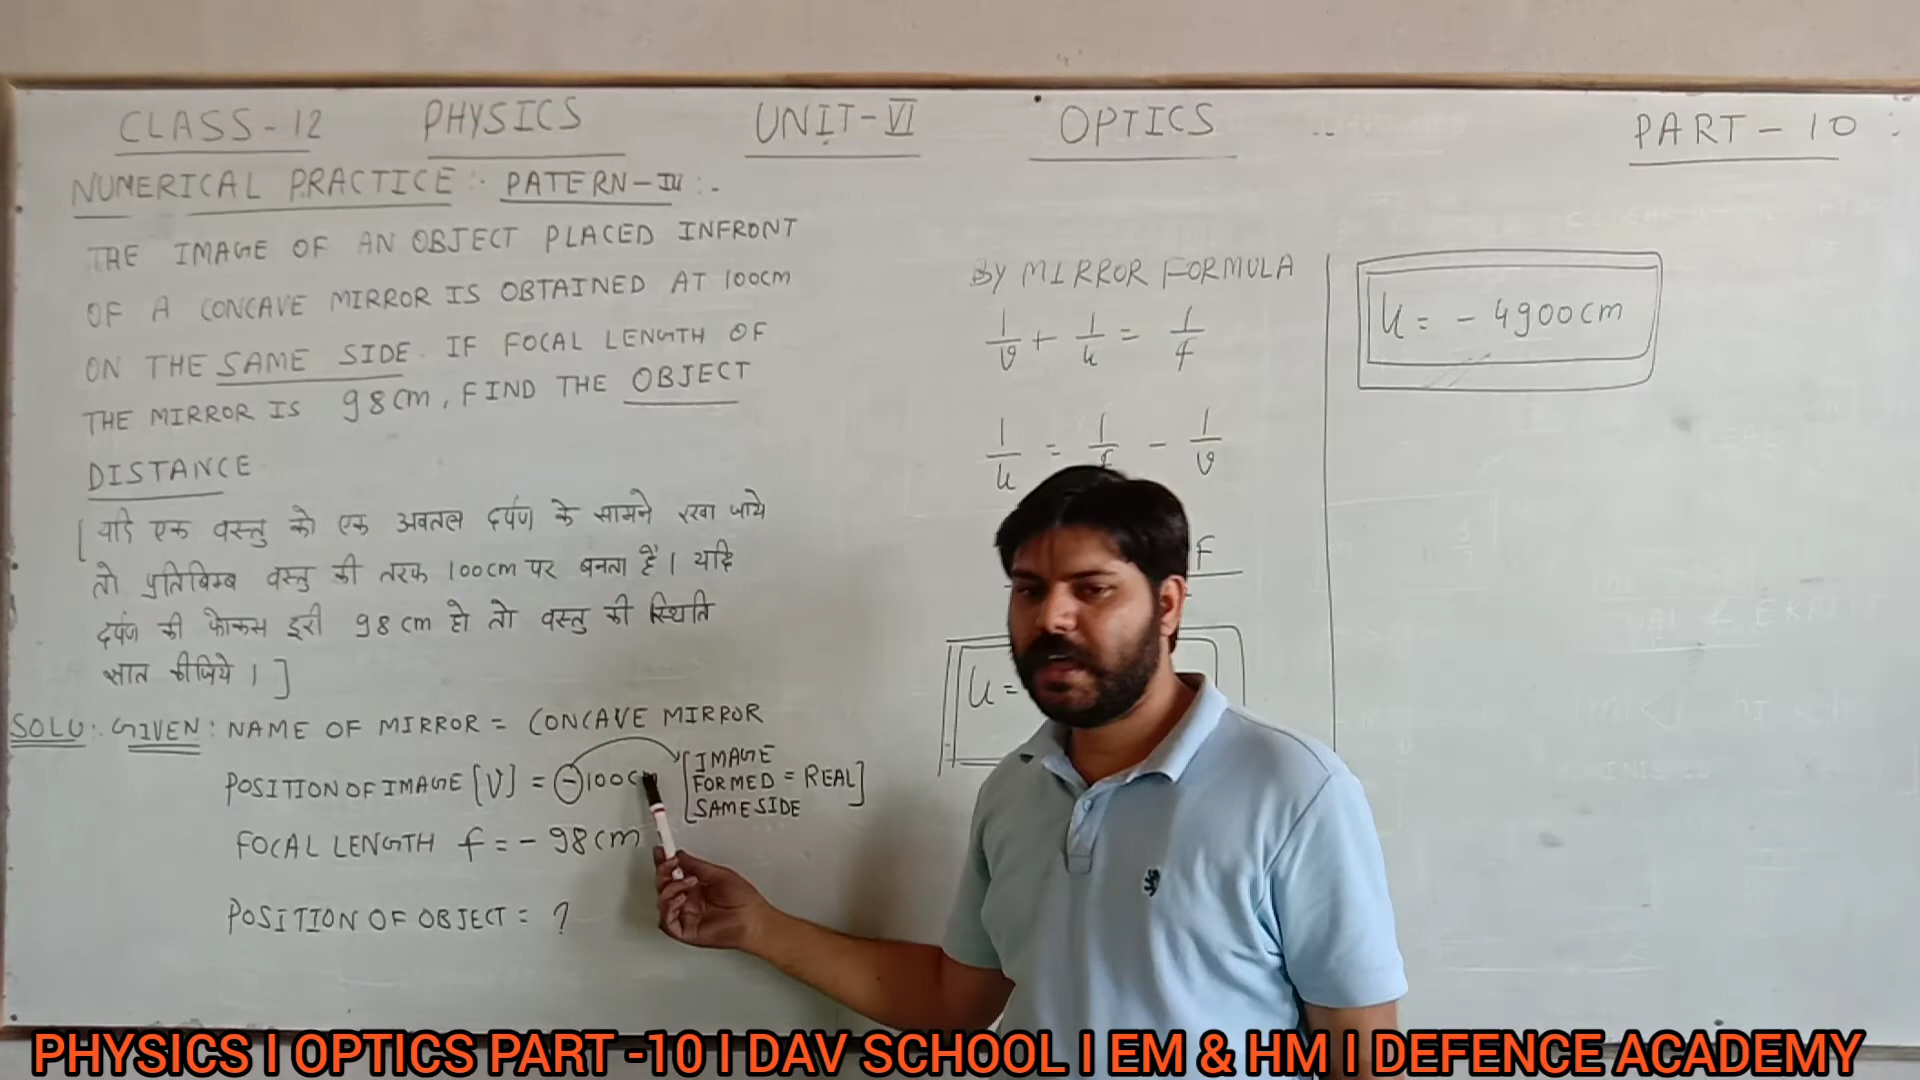 CLASS-12 PHYSICS UNIT-VI OPTICS PART-10:
NUMERICAL PRACTICE:- PATERN-III:-
THE IMAGE OF AN OBJECT PLACED INFRONT
OF A CONCAVE MIRROR IS OBTAINED AT 100cm
ON THE SAME SIDE. IF FOCAL LENGTH OF
THE MIRROR IS 98cm, FIND THE OBJECT
DISTANCE
[यदि एक वस्तु को एक अवतल दर्पण के सामने रखा जाये
तो प्रतिबिम्ब वस्तु की तरफ 100cm पर बनता है। यदि
दर्पण की फोकस दूरी 98cm हो तो वस्तु की स्थिति
ज्ञात कीजिये।]
SOLU: GIVEN: NAME OF MIRROR = CONCAVE MIRROR
POSITION OF IMAGE [V] = -100cm [IMAGE
FORMED = REAL]
SAME SIDE
FOCAL LENGTH f = - 98cm
POSITION OF OBJECT = ?
BY MIRROR FORMULA
1/v + 1/u = 1/f
1/u = 1/f - 1/v
F
u =
u = - 4900cm
PHYSICS I OPTICS PART -10 I DAV SCHOOL I EM & HM I DEFENCE ACADEMY